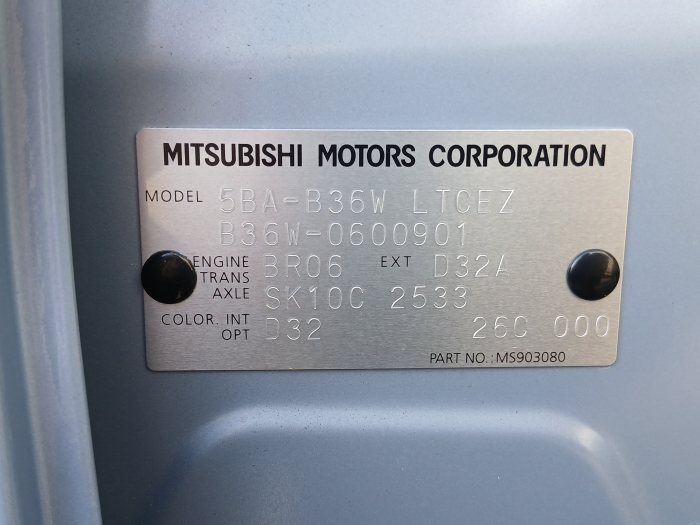 MITSUBISHI MOTORS CORPORATION
MODEL 5BA-B36W LTCEZ
B36W-0600901
ENGINE BR06 EXT D32A
TRANS
AXLE SK10C 2533
COLOR. INT D32 26C 000
OPT
PART NO.: MS903080